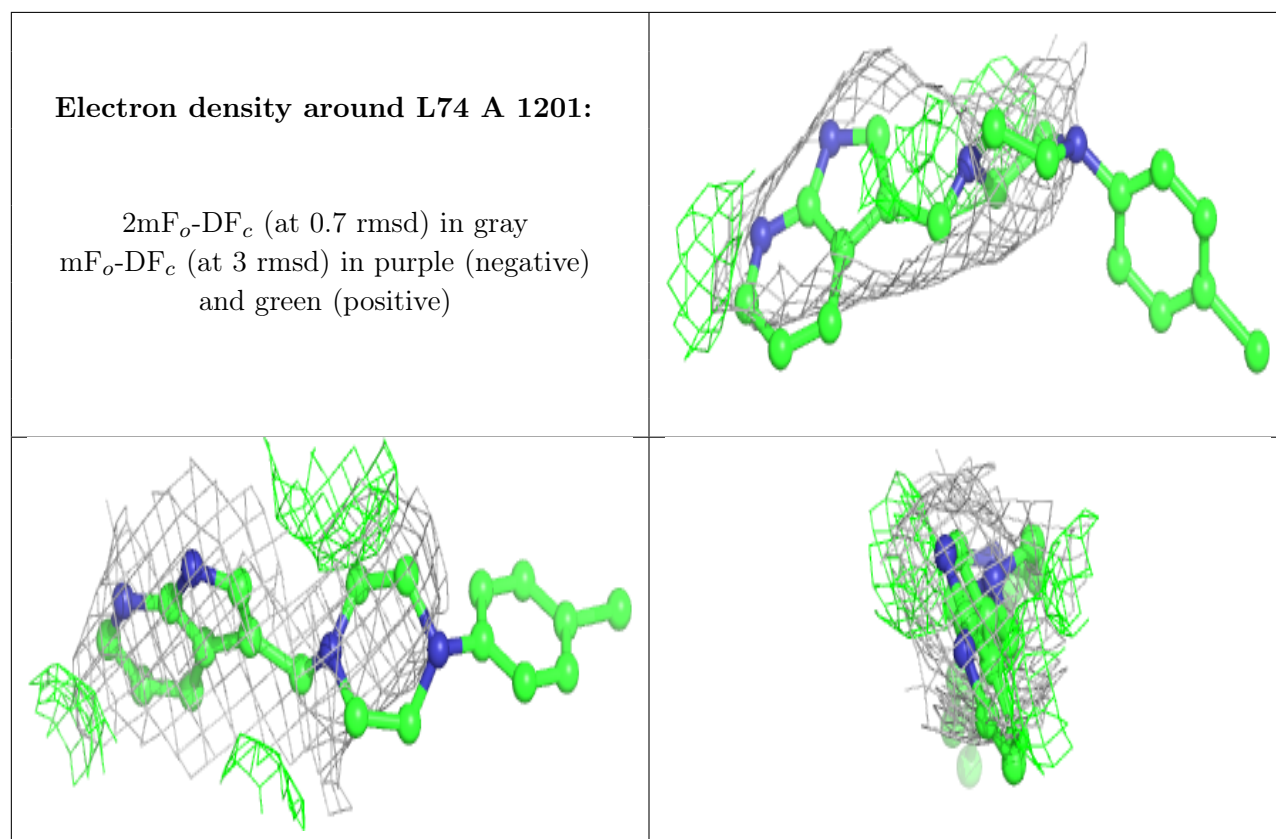 Electron density around L74 A 1201:
2mFo-DFc (at 0.7 rmsd) in gray
mFo-DFc (at 3 rmsd) in purple (negative)
and green (positive)